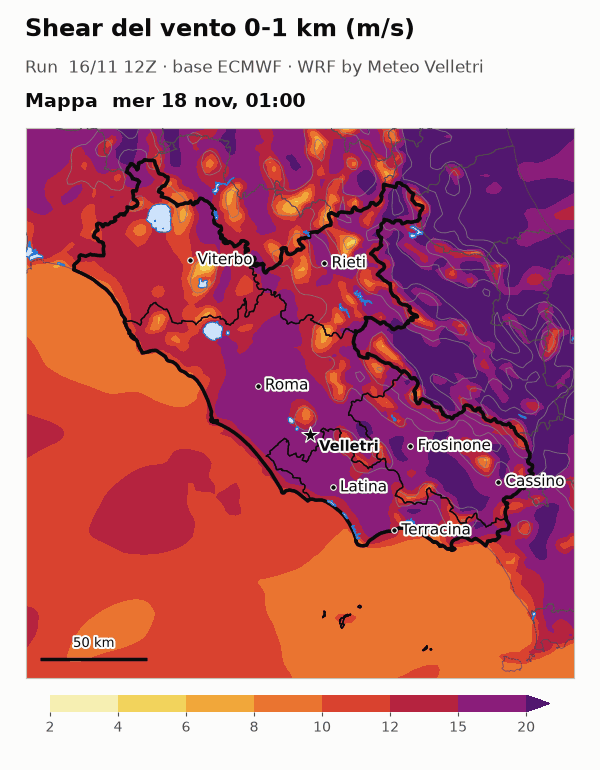 Shear del vento 0-1 km (m/s)
Run 16/11 12Z · base ECMWF · WRF by Meteo Velletri
Mappa mer 18 nov, 01:00
Viterbo
Rieti
Roma
Velletri
Frosinone
Cassino
Latina
Terracina
50 km
2 4 6 8 10 12 15 20